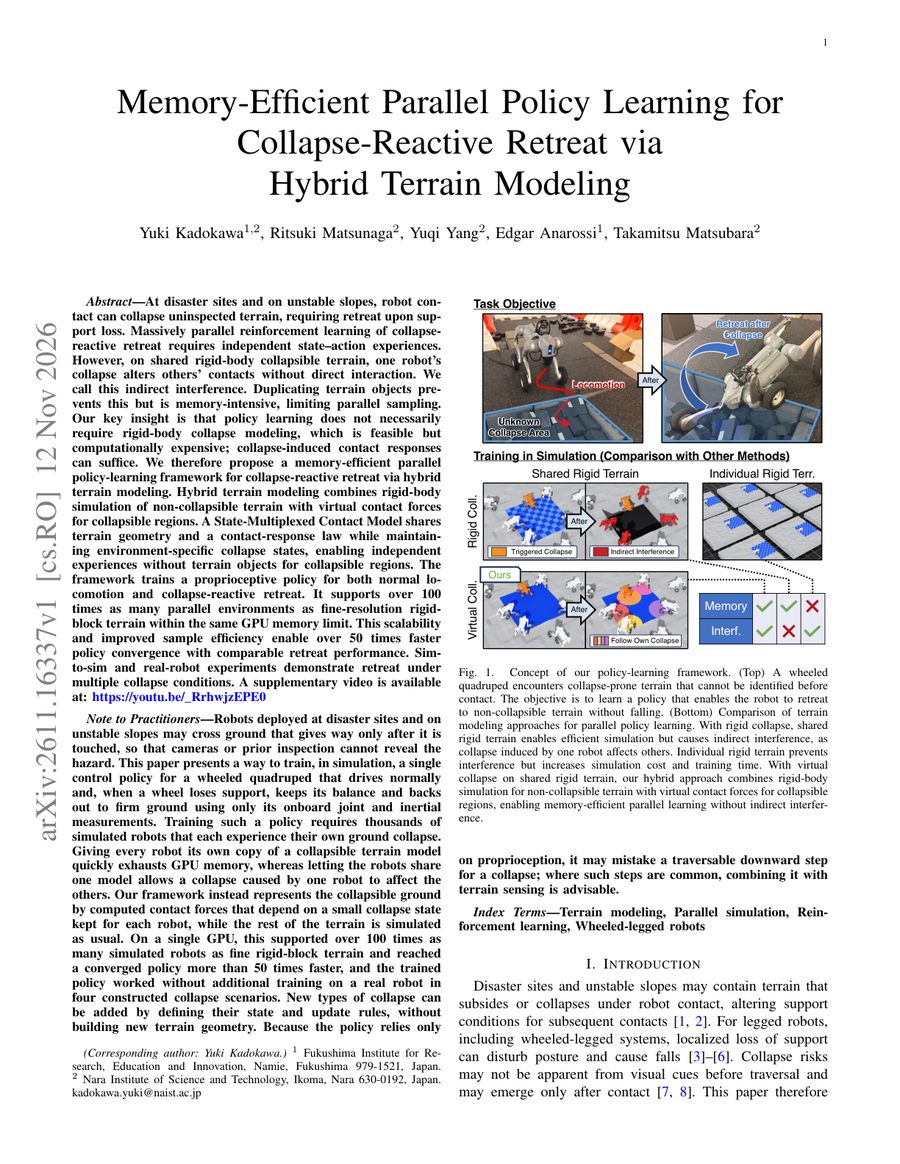 1
Memory-Efficient Parallel Policy Learning for
Collapse-Reactive Retreat via
Hybrid Terrain Modeling
Yuki Kadokawa1,2, Ritsuki Matsunaga2, Yuqi Yang2, Edgar Anarossi1, Takamitsu Matsubara2
arXiv:2611.16337v1 [cs.RO] 12 Nov 2026
Abstract—At disaster sites and on unstable slopes, robot con-
tact can collapse uninspected terrain, requiring retreat upon sup-
port loss. Massively parallel reinforcement learning of collapse-
reactive retreat requires independent state–action experiences.
However, on shared rigid-body collapsible terrain, one robot's
collapse alters others' contacts without direct interaction. We
call this indirect interference. Duplicating terrain objects pre-
vents this but is memory-intensive, limiting parallel sampling.
Our key insight is that policy learning does not necessarily
require rigid-body collapse modeling, which is feasible but
computationally expensive; collapse-induced contact responses
can suffice. We therefore propose a memory-efficient parallel
policy-learning framework for collapse-reactive retreat via hybrid
terrain modeling. Hybrid terrain modeling combines rigid-body
simulation of non-collapsible terrain with virtual contact forces
for collapsible regions. A State-Multiplexed Contact Model shares
terrain geometry and a contact-response law while maintain-
ing environment-specific collapse states, enabling independent
experiences without terrain objects for collapsible regions. The
framework trains a proprioceptive policy for both normal lo-
comotion and collapse-reactive retreat. It supports over 100
times as many parallel environments as fine-resolution rigid-
block terrain within the same GPU memory limit. This scalability
and improved sample efficiency enable over 50 times faster
policy convergence with comparable retreat performance. Sim-
to-sim and real-robot experiments demonstrate retreat under
multiple collapse conditions. A supplementary video is available
at: https://youtu.be/_RrhwjzEPE0
Note to Practitioners—Robots deployed at disaster sites and on
unstable slopes may cross ground that gives way only after it is
touched, so that cameras or prior inspection cannot reveal the
hazard. This paper presents a way to train, in simulation, a single
control policy for a wheeled quadruped that drives normally
and, when a wheel loses support, keeps its balance and backs
out to firm ground using only its onboard joint and inertial
measurements. Training such a policy requires thousands of
simulated robots that each experience their own ground collapse.
Giving every robot its own copy of a collapsible terrain model
quickly exhausts GPU memory, whereas letting the robots share
one model allows a collapse caused by one robot to affect the
others. Our framework instead represents the collapsible ground
by computed contact forces that depend on a small collapse state
kept for each robot, while the rest of the terrain is simulated
as usual. On a single GPU, this supported over 100 times as
many simulated robots as fine rigid-block terrain and reached
a converged policy more than 50 times faster, and the trained
policy worked without additional training on a real robot in
four constructed collapse scenarios. New types of collapse can
be added by defining their state and update rules, without
building new terrain geometry. Because the policy relies only
(Corresponding author: Yuki Kadokawa.) 1 Fukushima Institute for Re-
search, Education and Innovation, Namie, Fukushima 979-1521, Japan.
2 Nara Institute of Science and Technology, Ikoma, Nara 630-0192, Japan.
kadokawa.yuki@naist.ac.jp
Task Objective
Locomotion
Unknown
Collapse Area
After
Retreat after
Collapse
Training in Simulation (Comparison with Other Methods)
Shared Rigid Terrain
Individual Rigid Terr.
Rigid Coll.
After
Triggered Collapse
Indirect Interference
Virtual Coll.
Ours
After
Follow Own Collapse
Memory
Interf.
Fig. 1. Concept of our policy-learning framework. (Top) A wheeled
quadruped encounters collapse-prone terrain that cannot be identified before
contact. The objective is to learn a policy that enables the robot to retreat
to non-collapsible terrain without falling. (Bottom) Comparison of terrain
modeling approaches for parallel policy learning. With rigid collapse, shared
rigid terrain enables efficient simulation but causes indirect interference, as
collapse induced by one robot affects others. Individual rigid terrain prevents
interference but increases simulation cost and training time. With virtual
collapse on shared rigid terrain, our hybrid approach combines rigid-body
simulation for non-collapsible terrain with virtual contact forces for collapsible
regions, enabling memory-efficient parallel learning without indirect interfer-
ence.
on proprioception, it may mistake a traversable downward step
for a collapse; where such steps are common, combining it with
terrain sensing is advisable.
Index Terms—Terrain modeling, Parallel simulation, Rein-
forcement learning, Wheeled-legged robots
I. INTRODUCTION
Disaster sites and unstable slopes may contain terrain that
subsides or collapses under robot contact, altering support
conditions for subsequent contacts [1, 2]. For legged robots,
including wheeled-legged systems, localized loss of support
can disturb posture and cause falls [3]–[6]. Collapse risks
may not be apparent from visual cues before traversal and
may emerge only after contact [7, 8]. This paper therefore